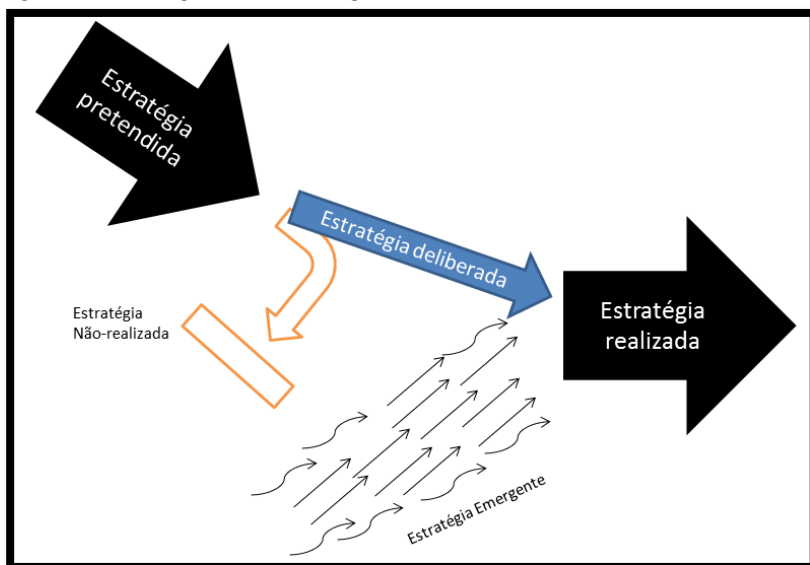 Estratégia
pretendida
Estratégia deliberada
Estratégia
Não-realizada
Estratégia
realizada
Estratégia Emergente